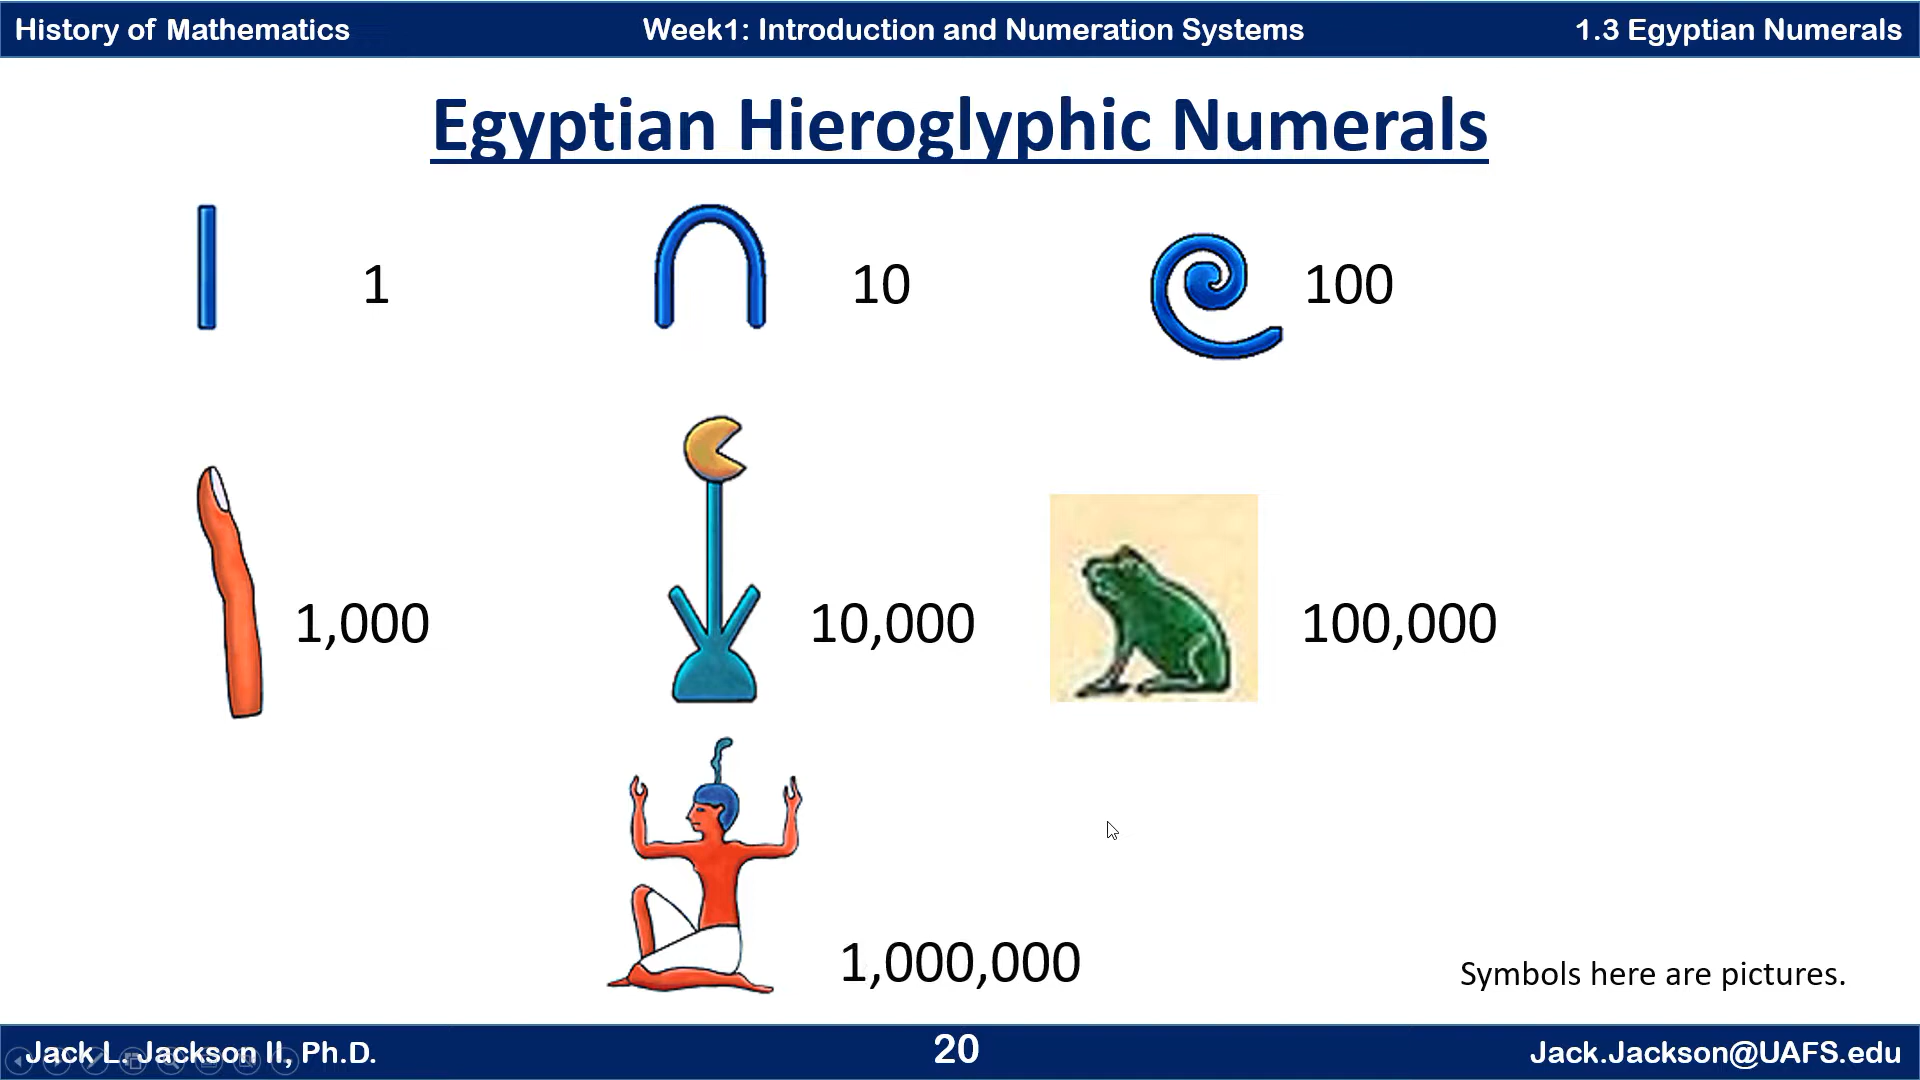 History of Mathematics
Week1: Introduction and Numeration Systems
1.3 Egyptian Numerals
Egyptian Hieroglyphic Numerals
1
10
100
1,000
10,000
100,000
1,000,000
Symbols here are pictures.
Jack L. Jackson II, Ph.D.
20
Jack.Jackson@UAFS.edu